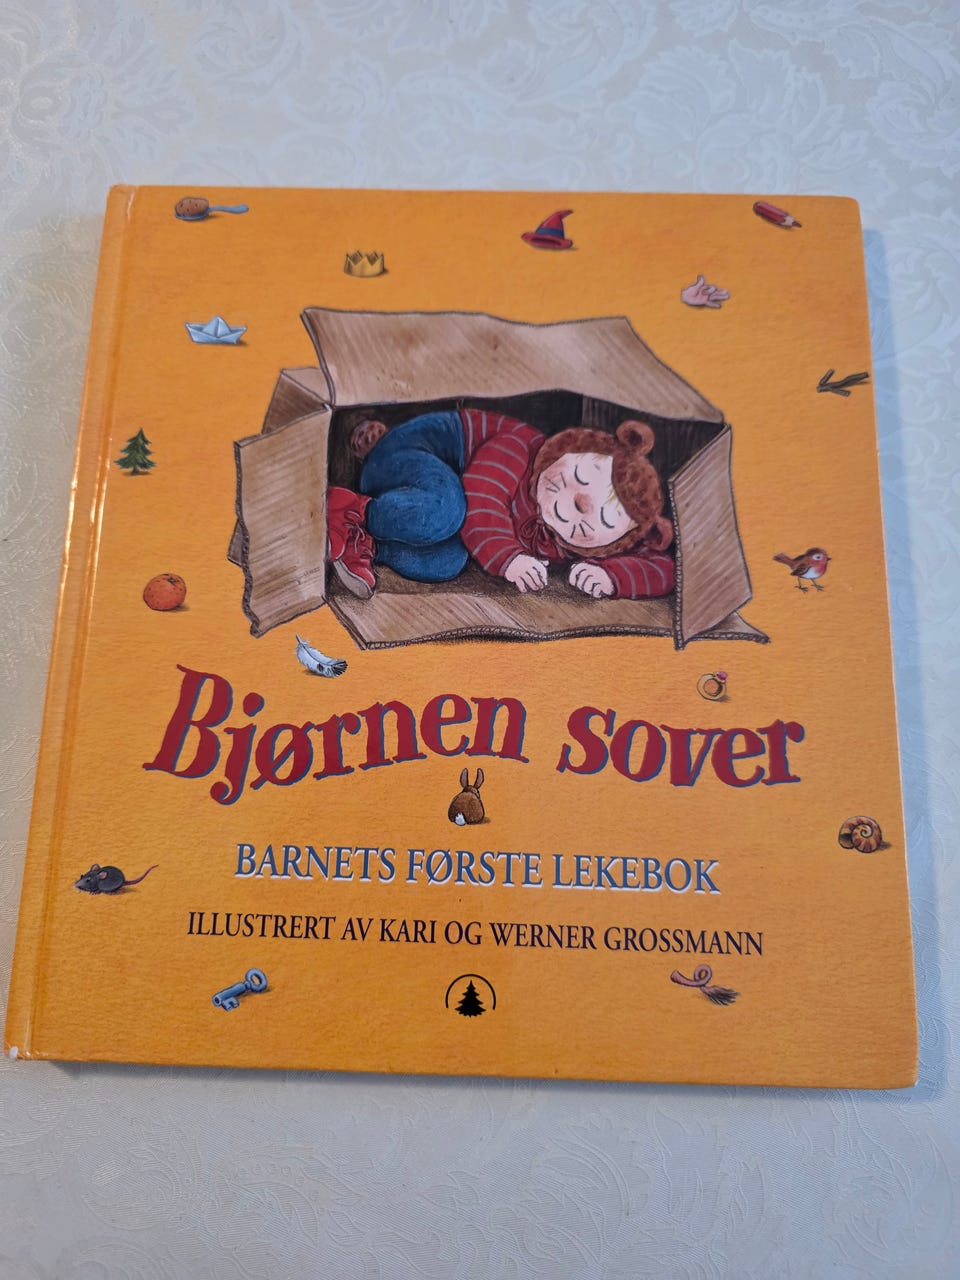 Bjørnen sover
BARNETS FØRSTE LEKEBOK
ILLUSTRERT AV KARI OG WERNER GROSSMANN